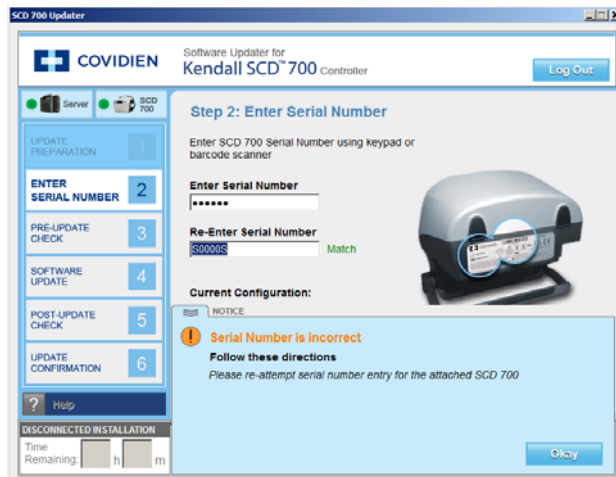 SCD 700 Updater
COVIDIEN
Software Updater for
Kendall SCD™ 700 Controller
Log Out
Server
SCD
700
UPDATE
PREPARATION
1
ENTER
SERIAL NUMBER
2
PRE-UPDATE
CHECK
3
SOFTWARE
UPDATE
4
POST-UPDATE
CHECK
5
UPDATE
CONFIRMATION
6
? Help
DISCONNECTED INSTALLATION
Time
Remaining:
h
m
Step 2: Enter Serial Number
Enter SCD 700 Serial Number using keypad or
barcode scanner
Enter Serial Number
••••••
Re-Enter Serial Number
S0000S
Match
Current Configuration:
COVIDIEN
NOTICE
Serial Number is Incorrect
Follow these directions
Please re-attempt serial number entry for the attached SCD 700
Okay